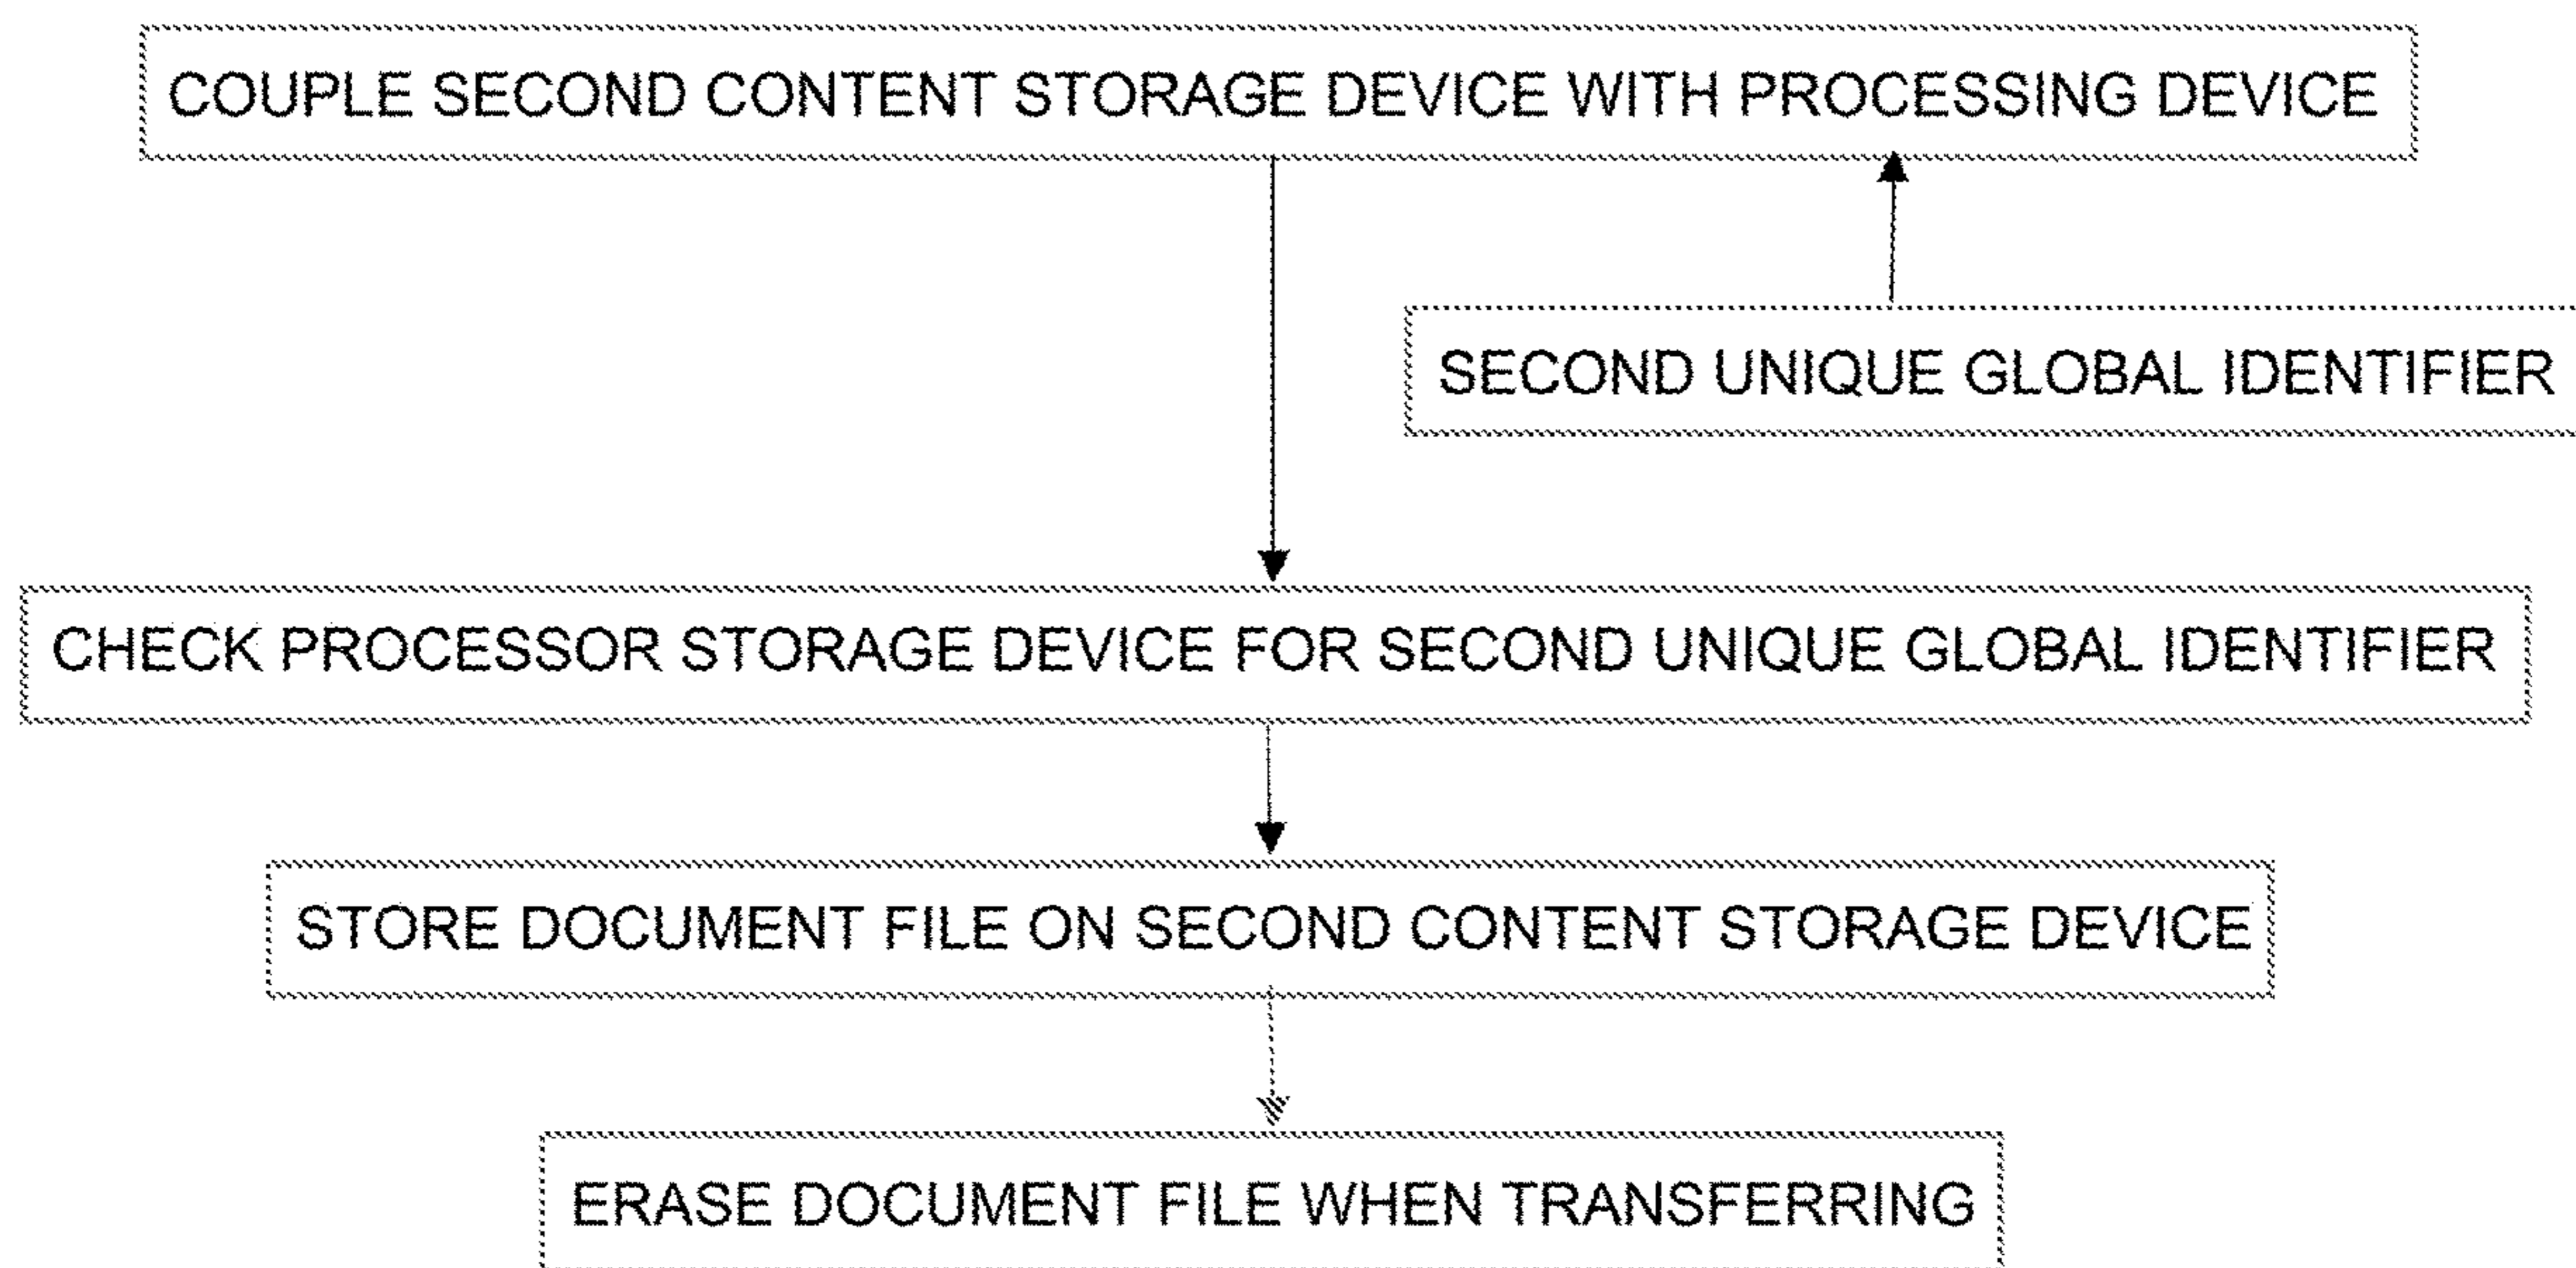 COUPLE SECOND CONTENT STORAGE DEVICE WITH PROCESSING DEVICE
SECOND UNIQUE GLOBAL IDENTIFIER
CHECK PROCESSOR STORAGE DEVICE FOR SECOND UNIQUE GLOBAL IDENTIFIER
STORE DOCUMENT FILE ON SECOND CONTENT STORAGE DEVICE
ERASE DOCUMENT FILE WHEN TRANSFERRING